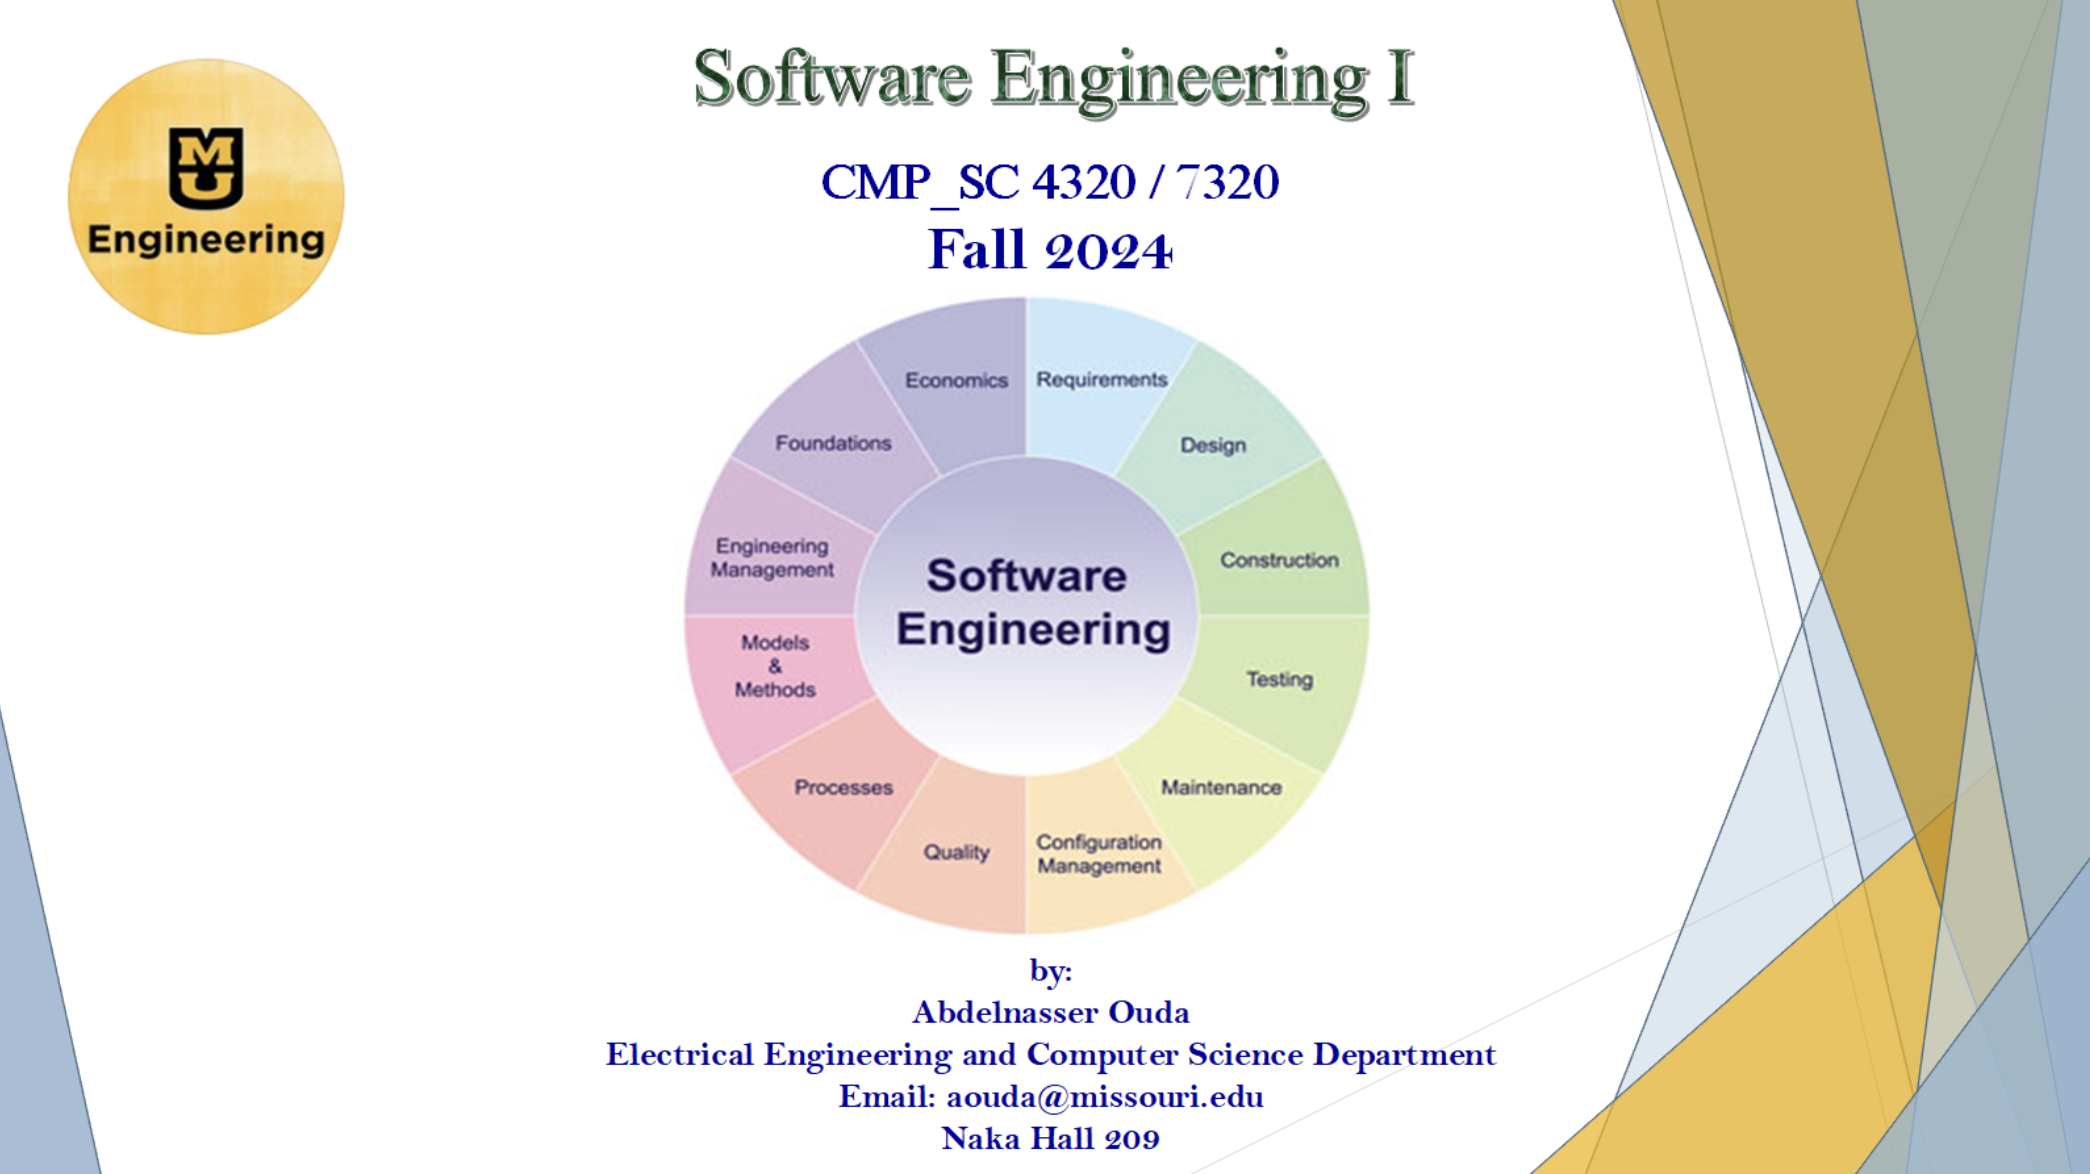 Software Engineering I
MU
Engineering
CMP_SC 4320 / 7320
Fall 2024
Economics
Requirements
Foundations
Design
Engineering
Management
Construction
Software
Engineering
Models
&
Methods
Testing
Processes
Maintenance
Quality
Configuration
Management
by:
Abdelnasser Ouda
Electrical Engineering and Computer Science Department
Email: aouda@missouri.edu
Naka Hall 209